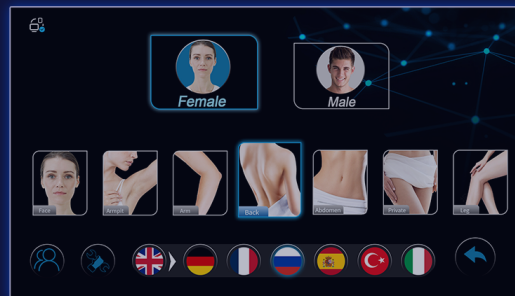 Female
Male
Face
Armpit
Arm
Back
Abdomen
Private
Leg